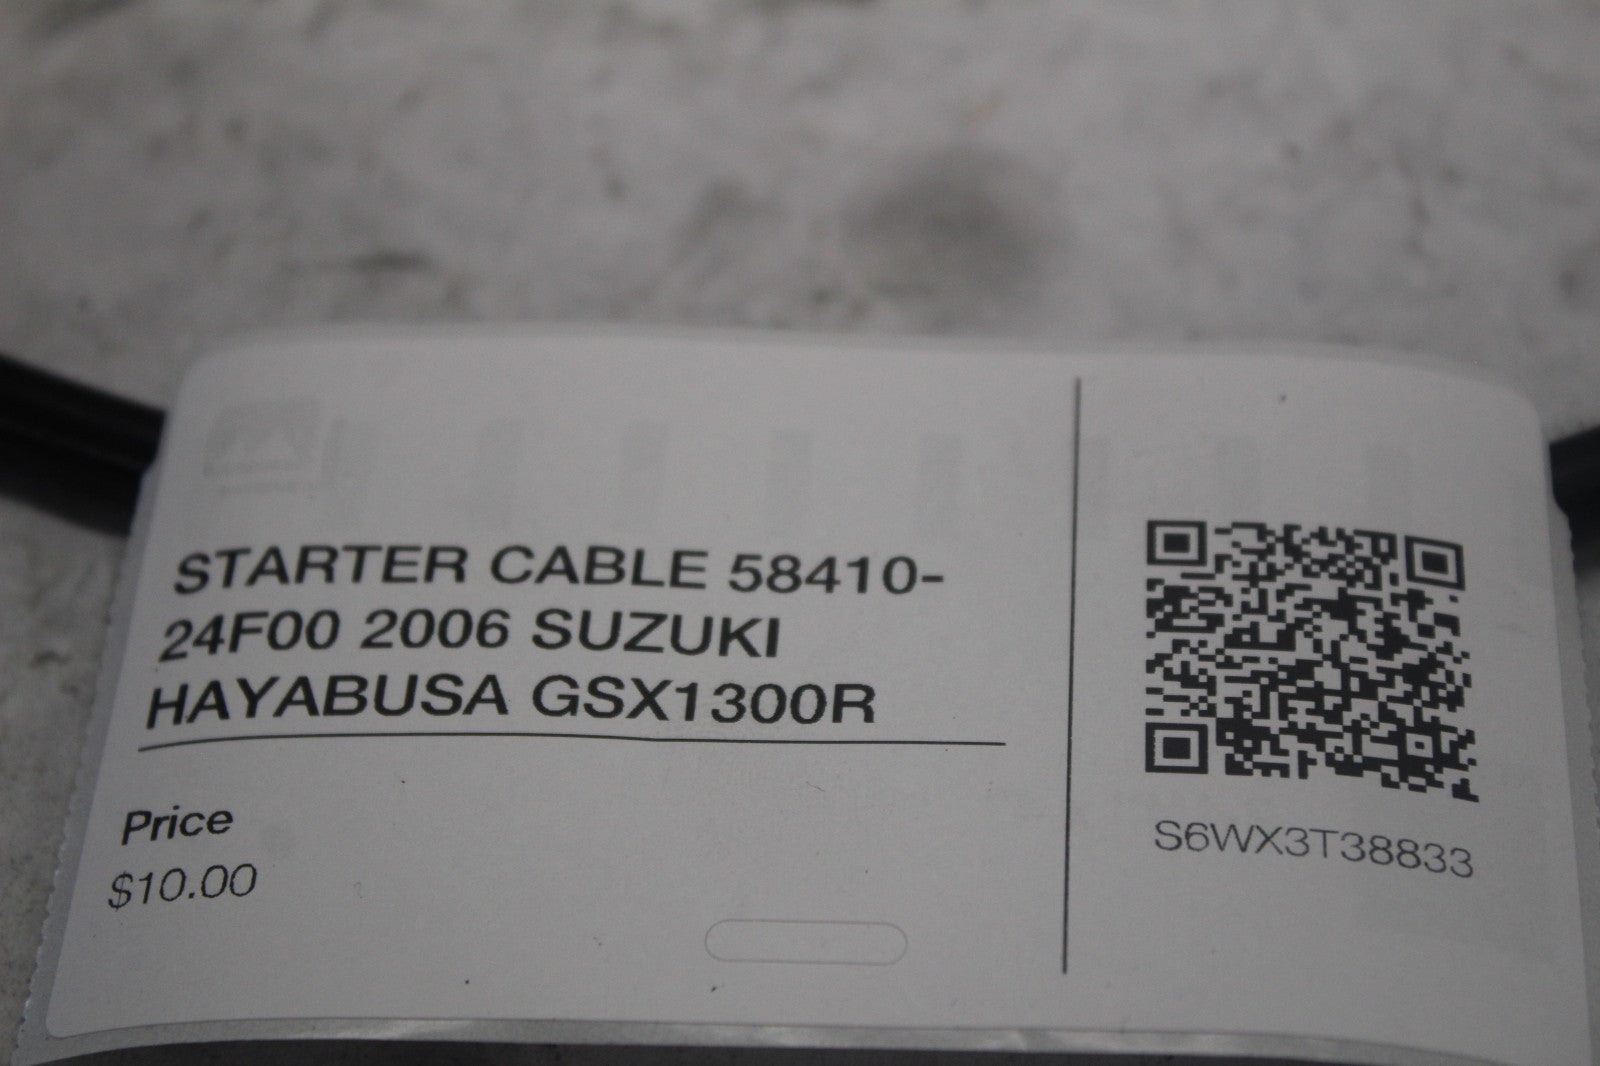 STARTER CABLE 58410-
24F00 2006 SUZUKI
HAYABUSA GSX1300R
Price
$10.00
S6WX3T38833